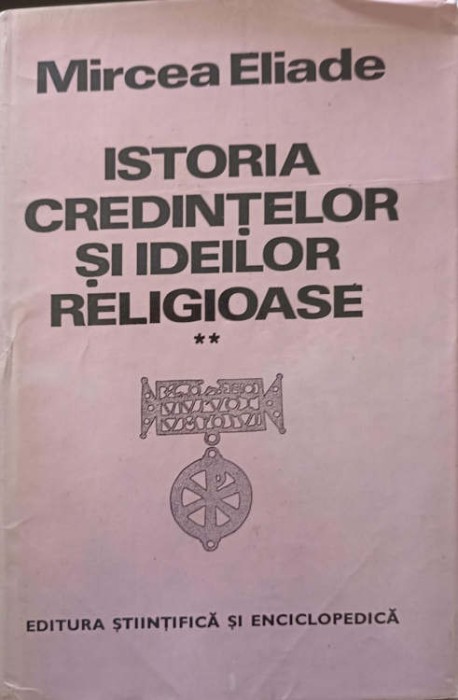 Mircea Eliade
ISTORIA
CREDINȚELOR
ȘI IDEILOR
RELIGIOASE
**
EDITURA ȘTIINȚIFICĂ ȘI ENCICLOPEDICĂ